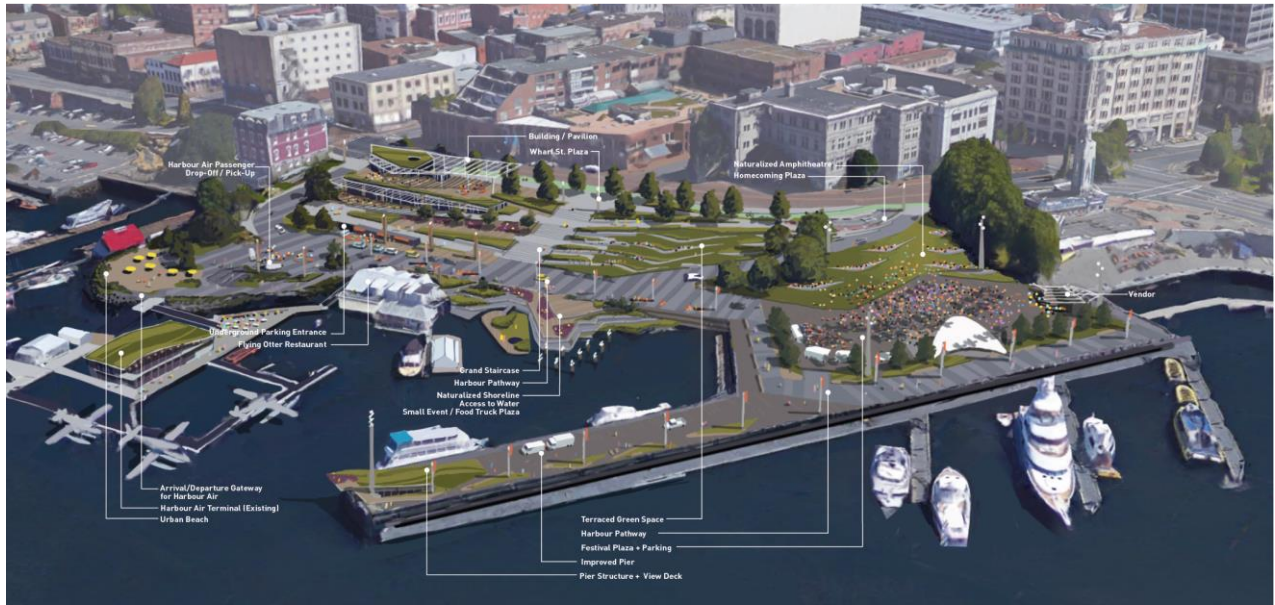 Building / Pavilion
Wharf St. Plaza
Harbour Air Passenger
Drop-Off / Pick-Up
Naturalized Amphitheatre
Homecoming Plaza
Vendor
Underground Parking Entrance
Flying Otter Restaurant
Grand Staircase
Harbour Pathway
Naturalized Shoreline
Access to Water
Small Event / Food Truck Plaza
Arrival/Departure Gateway
for Harbour Air
Harbour Air Terminal (Existing)
Urban Beach
Terraced Green Space
Harbour Pathway
Festival Plaza + Parking
Improved Pier
Pier Structure + View Deck